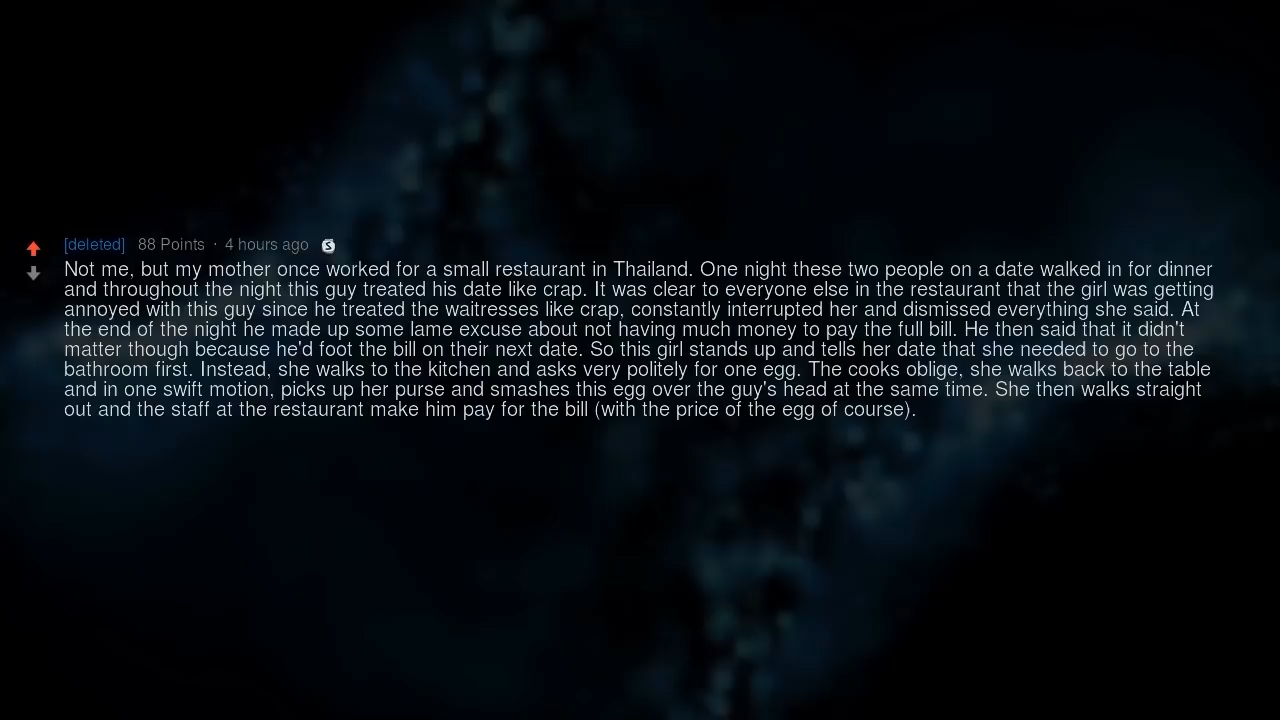 [deleted] 88 Points · 4 hours ago S
Not me, but my mother once worked for a small restaurant in Thailand. One night these two people on a date walked in for dinner
and throughout the night this guy treated his date like crap. It was clear to everyone else in the restaurant that the girl was getting
annoyed with this guy since he treated the waitresses like crap, constantly interrupted her and dismissed everything she said. At
the end of the night he made up some lame excuse about not having much money to pay the full bill. He then said that it didn't
matter though because he'd foot the bill on their next date. So this girl stands up and tells her date that she needed to go to the
bathroom first. Instead, she walks to the kitchen and asks very politely for one egg. The cooks oblige, she walks back to the table
and in one swift motion, picks up her purse and smashes this egg over the guy's head at the same time. She then walks straight
out and the staff at the restaurant make him pay for the bill (with the price of the egg of course).